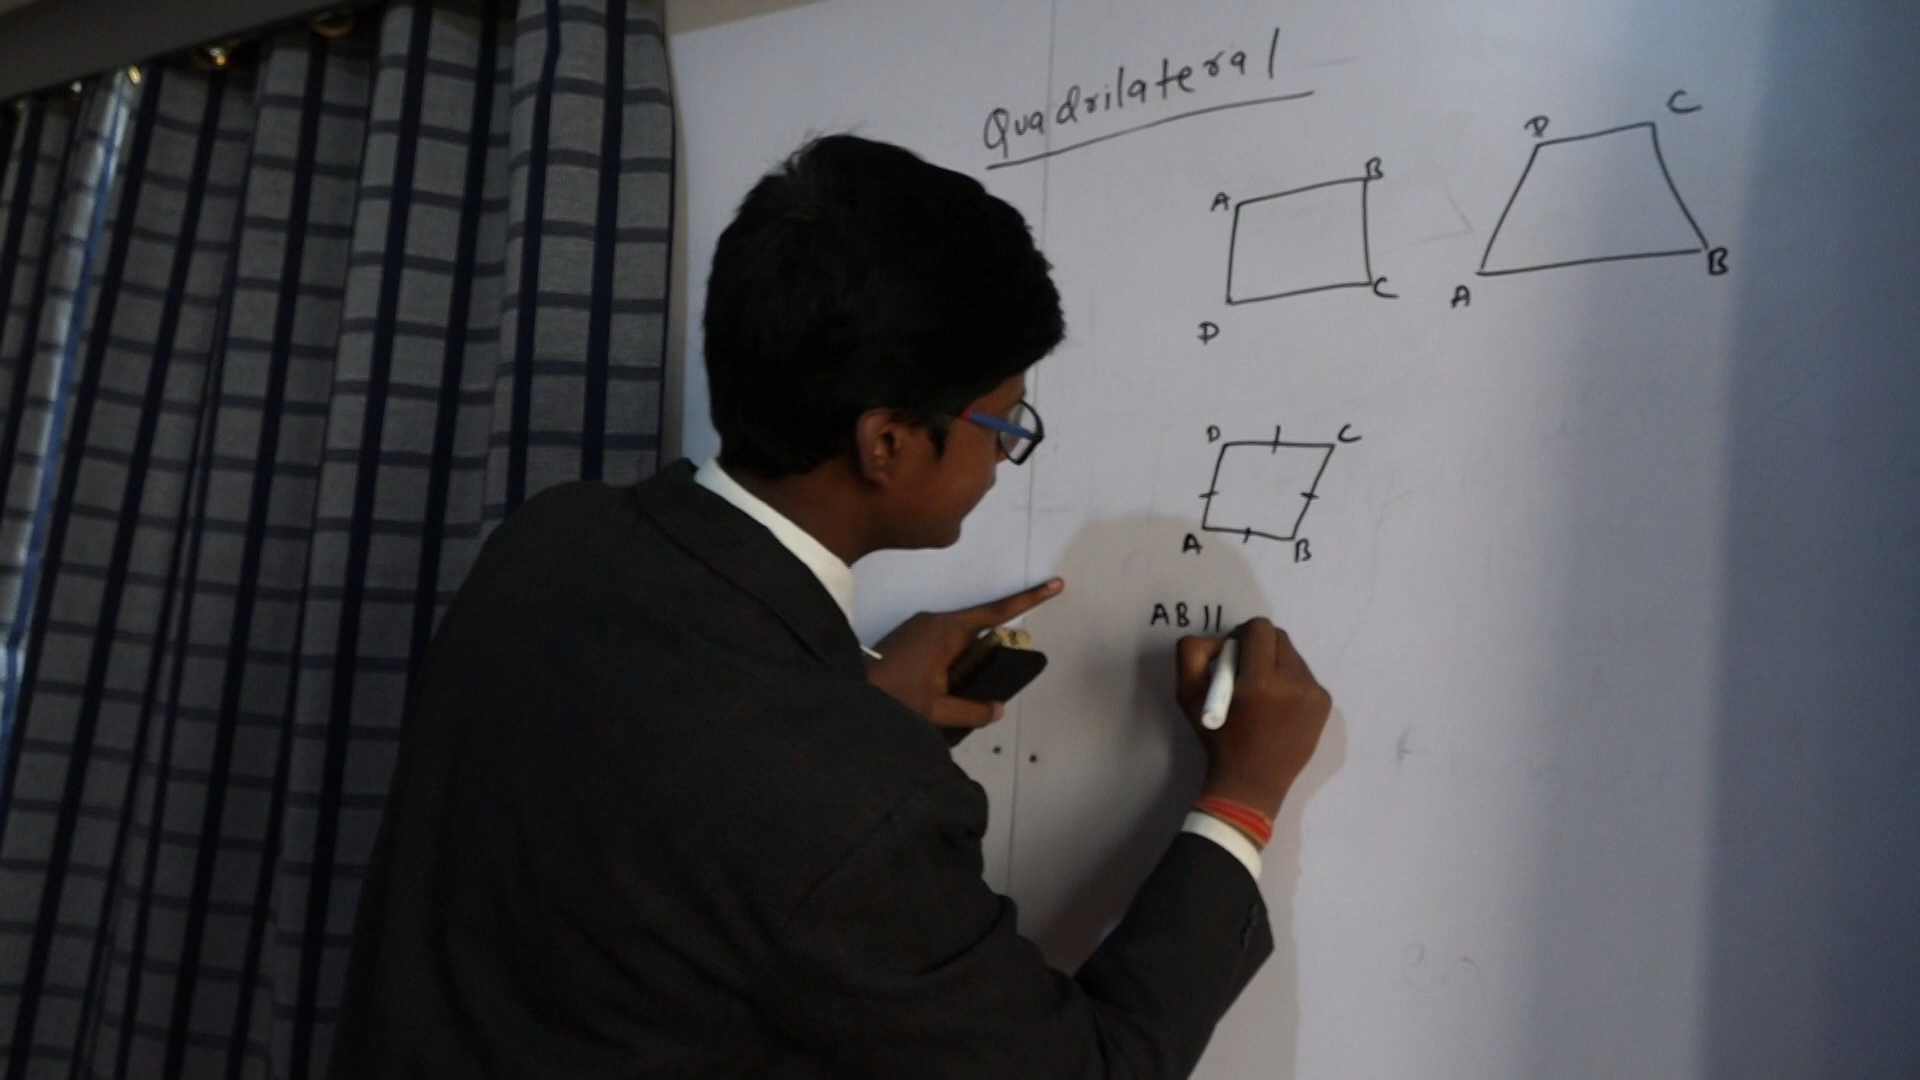 Quadrilateral
A B
D C
D C
A B
D C
A B
AB ||